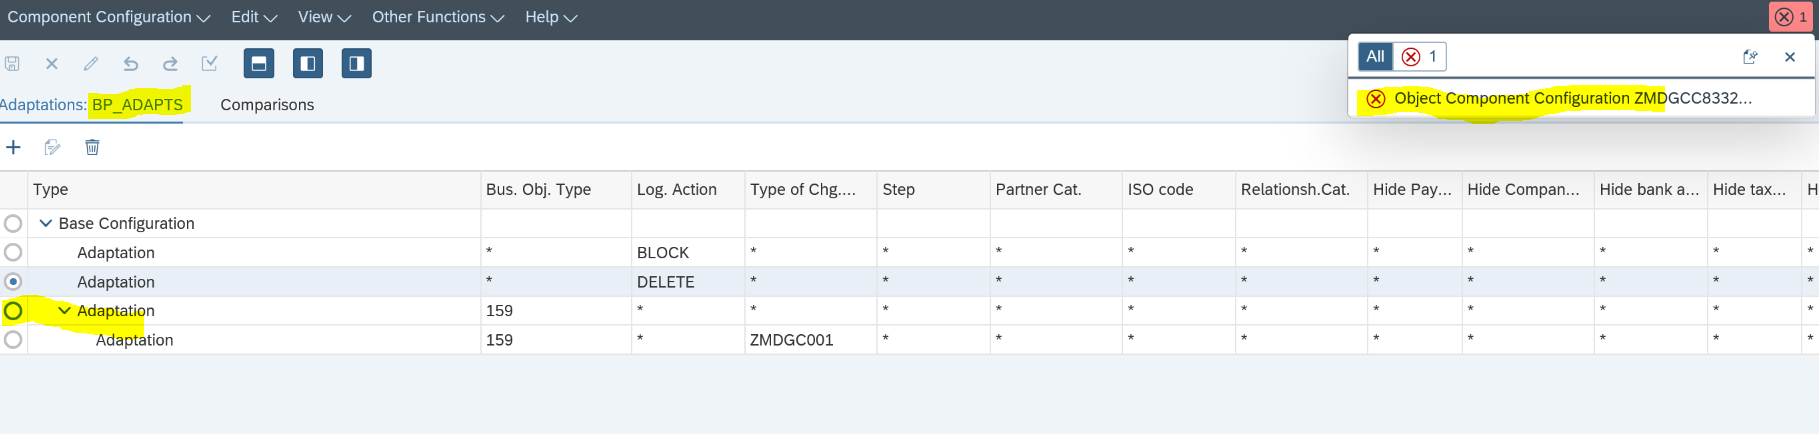 Component Configuration Edit View Other Functions Help 1
All 1
Object Component Configuration ZMDGCC8332...
Adaptations: BP_ADAPTS Comparisons
Type Bus. Obj. Type Log. Action Type of Chg.... Step Partner Cat. ISO code Relationsh.Cat. Hide Pay... Hide Compan... Hide bank a... Hide tax... H
Base Configuration
Adaptation * BLOCK * * * * * * * * * *
Adaptation * DELETE * * * * * * * * * *
Adaptation 159 * * * * * * * * * * *
Adaptation 159 * ZMDGC001 * * * * * * * * *